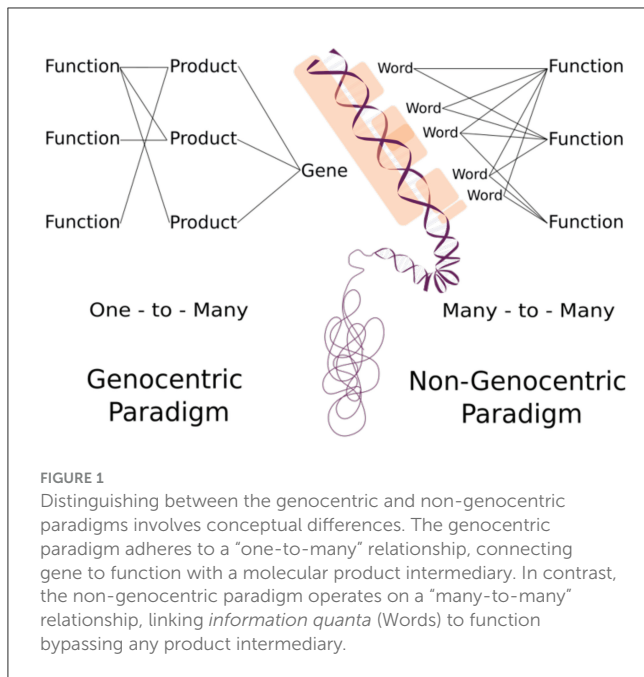 Function Product Word Function
Word
Function Product Word Function
Gene
Word
Word
Function Product Function
One - to - Many Many - to - Many
Genocentric
Paradigm
Non-Genocentric
Paradigm
FIGURE 1
Distinguishing between the genocentric and non-genocentric
paradigms involves conceptual differences. The genocentric
paradigm adheres to a “one-to-many” relationship, connecting
gene to function with a molecular product intermediary. In contrast,
the non-genocentric paradigm operates on a “many-to-many”
relationship, linking information quanta (Words) to function
bypassing any product intermediary.